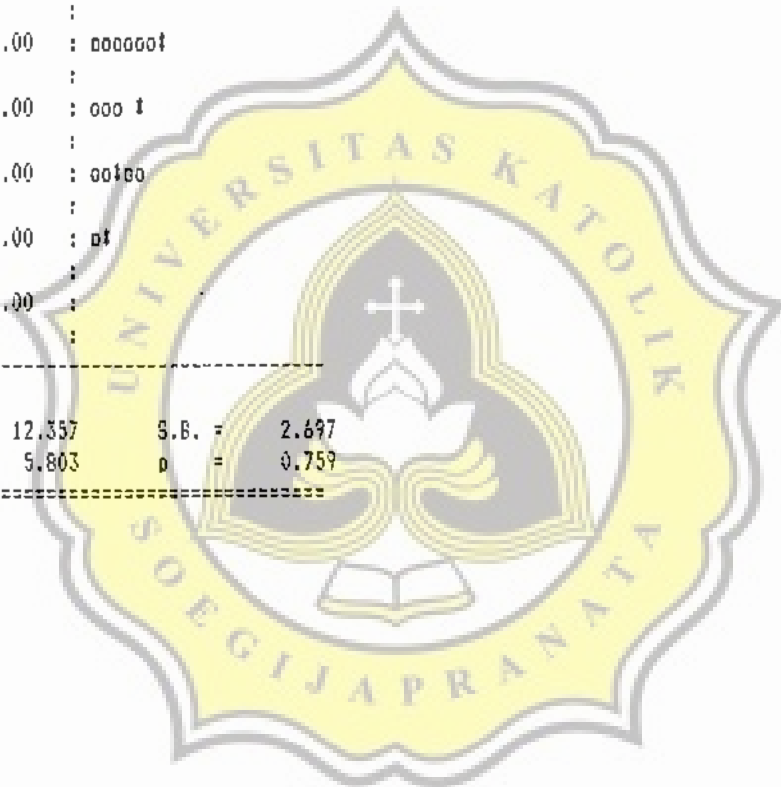 :
.00 : oooooo‡
:
.00 : ooo ‡
:
.00 : oo‡oo
:
.00 : o‡
:
.00 :
:
------------------------
12.357 S.B. = 2.697
5.803 p = 0.759
========================
UNIVERSITAS KATOLIK
SOEGIJAPRANATA